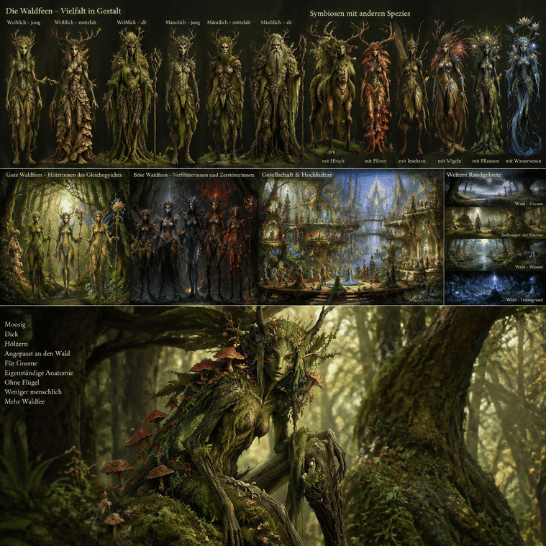 Die Waldfeen – Vielfalt in Gestalt
Symbiosen mit anderen Spezies
Weiblich – jung
Weiblich – mittelalt
Weiblich – alt
Männlich – jung
Männlich – mittelalt
Männlich – alt
mit Hirsch
mit Pilzen
mit Insekten
mit Vögeln
mit Pflanzen
mit Wasserwesen
Gute Waldfeen – Hüterinnen des Gleichgewichts
Böse Waldfeen – Verführerinnen und Zerstörerinnen
Gesellschaft & Hochkultur
Weitere Randgebiete
Wald –
der Gnome
Wald – Wasser
Wald – Untergrund
Moosig
Dick
Hölzern
Angepasst an den Wald
Für Gnome
Eigenständige Anatomie
Ohne Flügel
Weniger menschlich
Mehr Waldfee